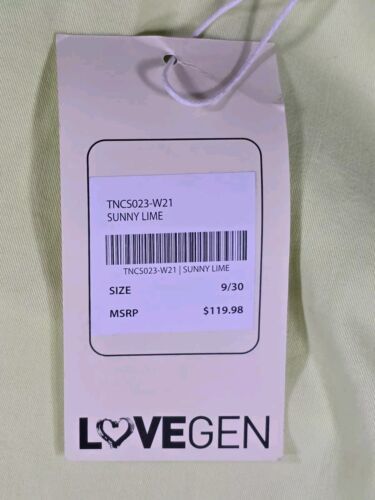 TNCS023-W21
SUNNY LIME
TNCS023-W21 | SUNNY LIME
SIZE 9/30
MSRP $119.98
LOVEGEN